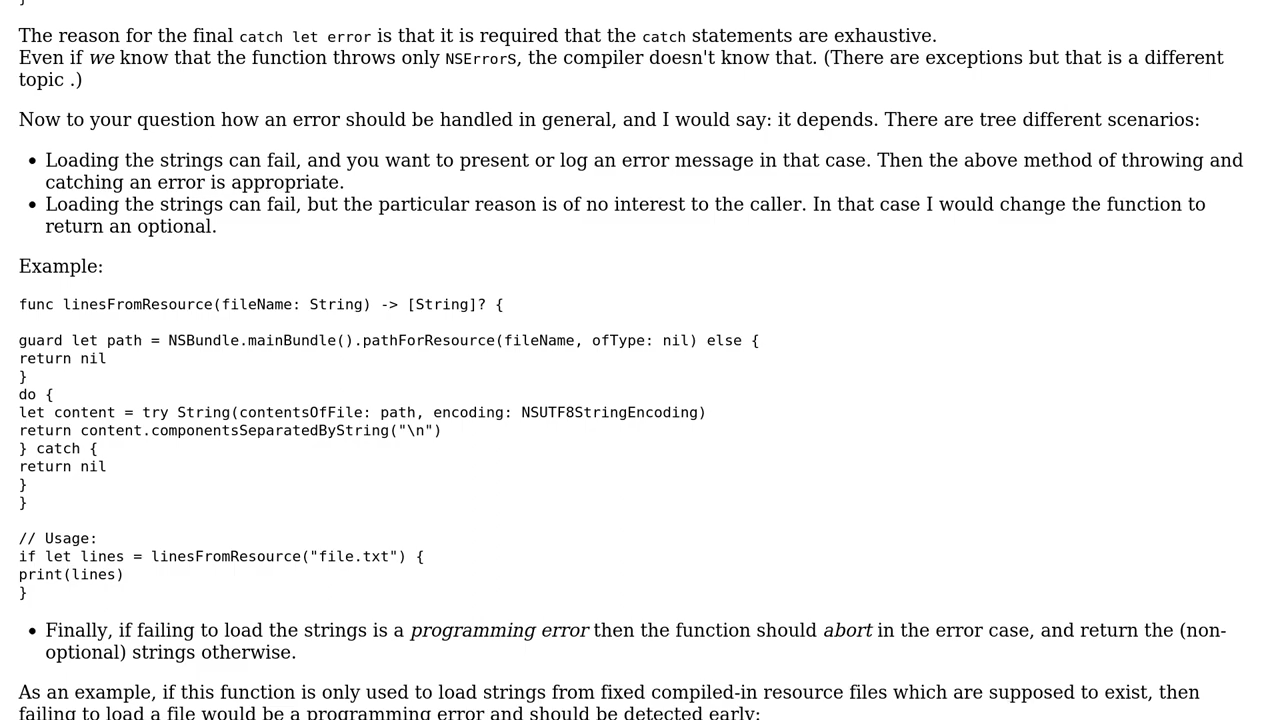 }
The reason for the final catch let error is that it is required that the catch statements are exhaustive.
Even if we know that the function throws only NSErrors, the compiler doesn't know that. (There are exceptions but that is a different
topic .)
Now to your question how an error should be handled in general, and I would say: it depends. There are tree different scenarios:
• Loading the strings can fail, and you want to present or log an error message in that case. Then the above method of throwing and
catching an error is appropriate.
• Loading the strings can fail, but the particular reason is of no interest to the caller. In that case I would change the function to
return an optional.
Example:
func linesFromResource(fileName: String) -> [String]? {
guard let path = NSBundle.mainBundle().pathForResource(fileName, ofType: nil) else {
return nil
}
do {
let content = try String(contentsOfFile: path, encoding: NSUTF8StringEncoding)
return content.componentsSeparatedByString("\n")
} catch {
return nil
}
}
// Usage:
if let lines = linesFromResource("file.txt") {
print(lines)
}
• Finally, if failing to load the strings is a programming error then the function should abort in the error case, and return the (non-
optional) strings otherwise.
As an example, if this function is only used to load strings from fixed compiled-in resource files which are supposed to exist, then
failing to load a file would be a programming error and should be detected early: